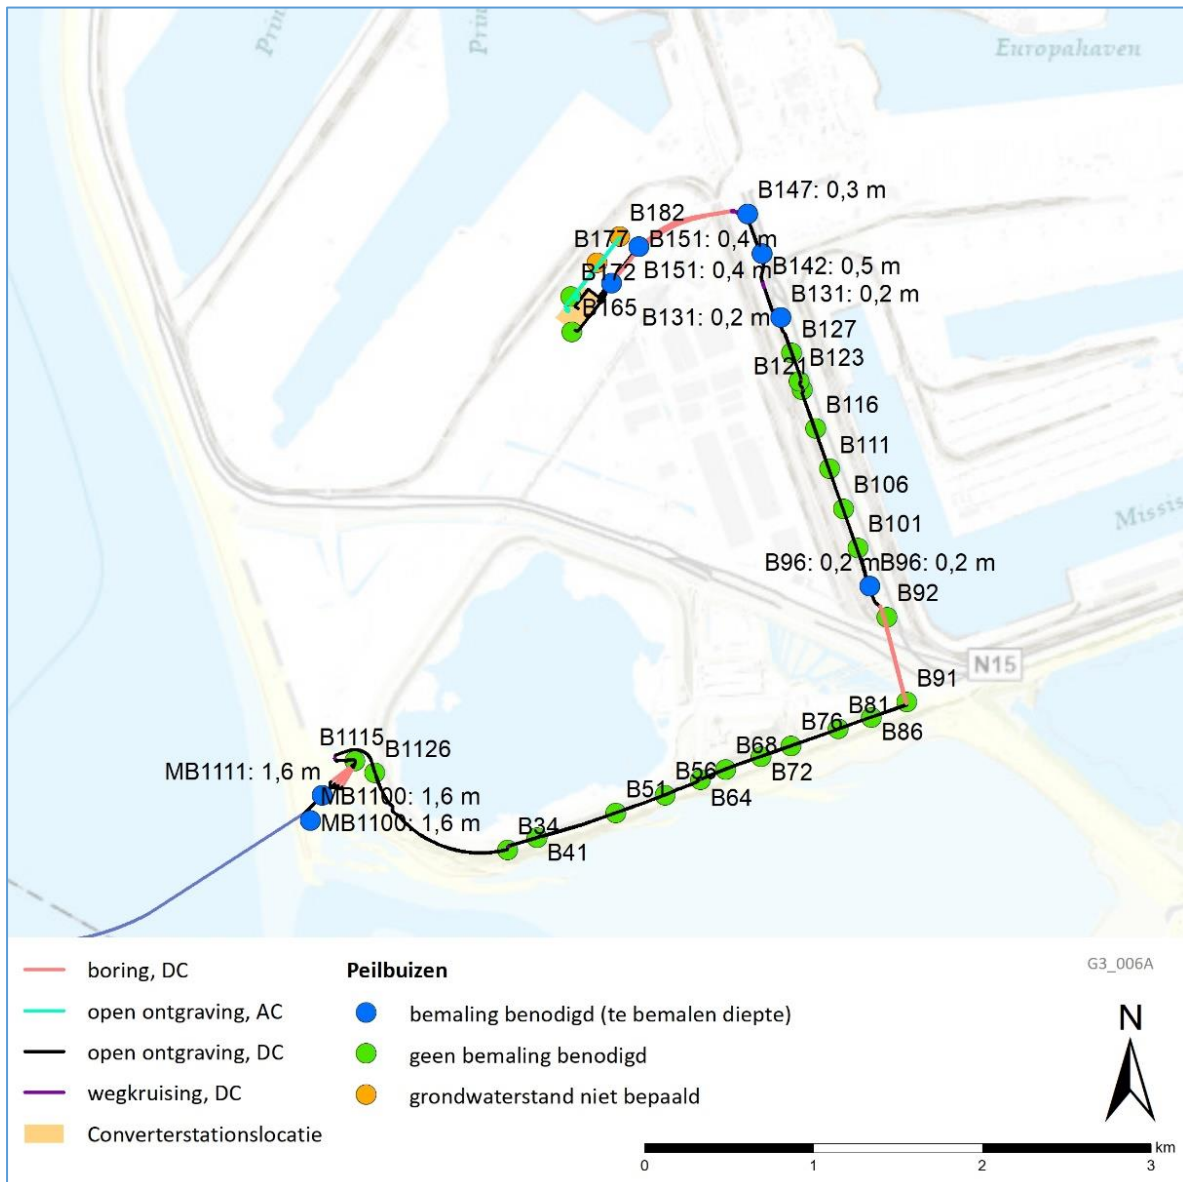 Prin
Prin
Europahaven
B147: 0,3 m
B182
B177
B151: 0,4 m
B172
B151: 0,4 m
B142: 0,5 m
B165
B131: 0,2 m
B131: 0,2 m
B127
B121
B123
B116
B111
B106
Missis
B101
B96: 0,2 m
B96: 0,2 m
B92
N15
B91
B81
B76
B86
B1115
B1126
B68
B72
MB1111: 1,6 m
B56
B51
B64
MB1100: 1,6 m
MB1100: 1,6 m
B34
B41
boring, DC
open ontgraving, AC
open ontgraving, DC
wegkruising, DC
Converterstationslocatie
Peilbuizen
bemaling benodigd (te bemalen diepte)
geen bemaling benodigd
grondwaterstand niet bepaald
G3_006A
N
km
0 1 2 3